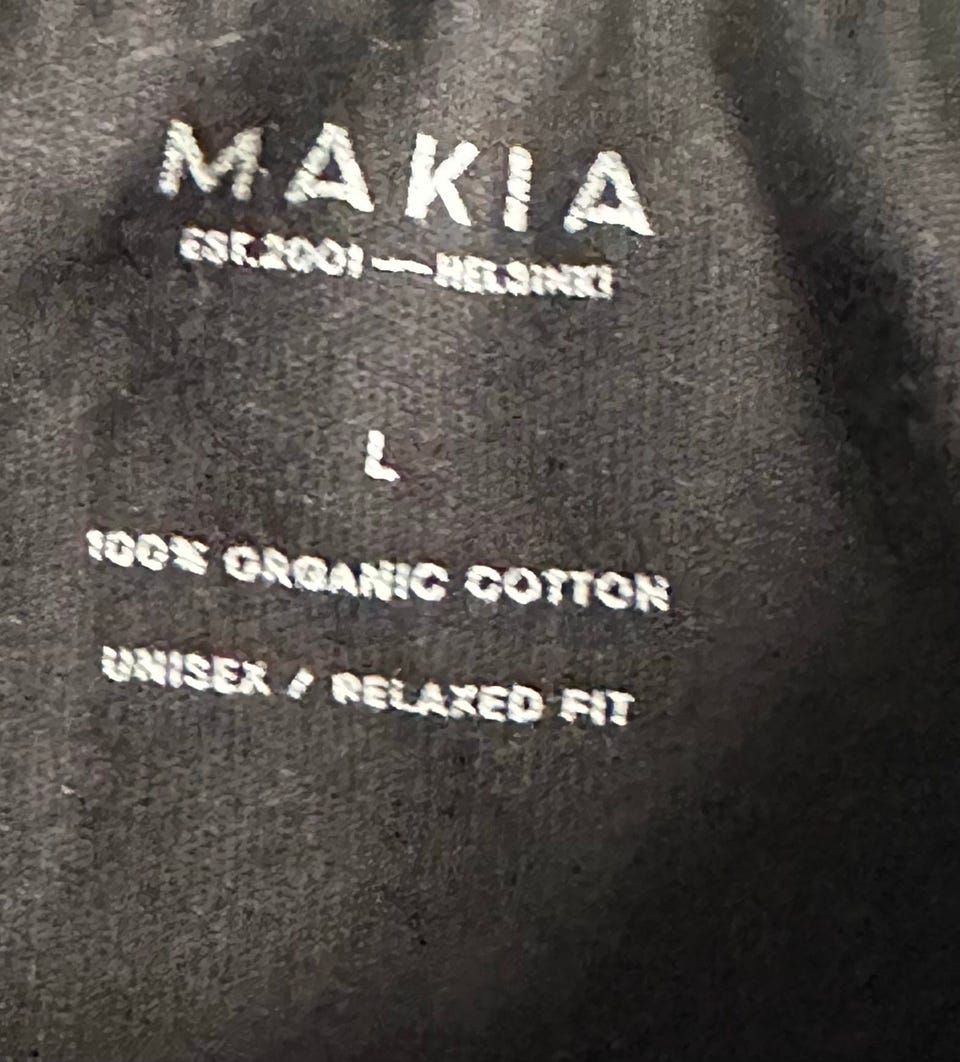 MAKIA
EST.2001 — HELSINKI
L
100% ORGANIC COTTON
UNISEX / RELAXED FIT